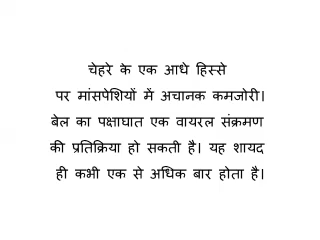 चेहरे के एक आधे हिस्से
पर मांसपेशियों में अचानक कमजोरी।
बेल का पक्षाघात एक वायरल संक्रमण
की प्रतिक्रिया हो सकती है। यह शायद
ही कभी एक से अधिक बार होता है।